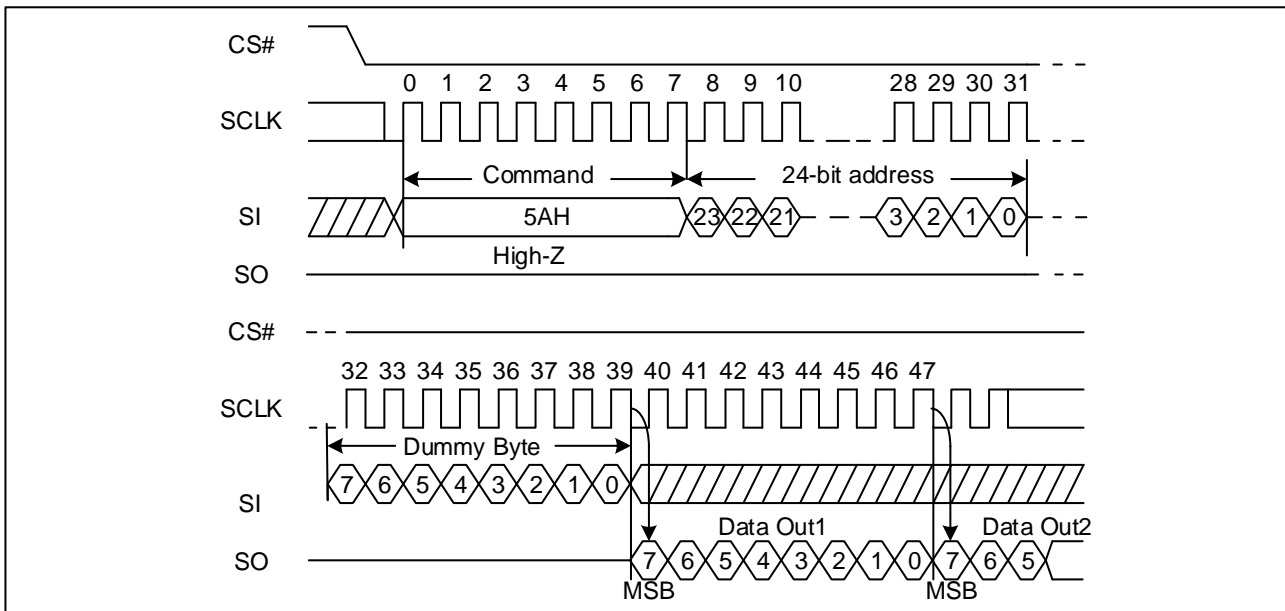 CS#
0 1 2 3 4 5 6 7 8 9 10 28 29 30 31
SCLK
Command 24-bit address
SI 5AH 23 22 21 3 2 1 0
High-Z
SO
CS#
32 33 34 35 36 37 38 39 40 41 42 43 44 45 46 47
SCLK
Dummy Byte
SI 7 6 5 4 3 2 1 0
Data Out1 Data Out2
SO 7 6 5 4 3 2 1 0 7 6 5
MSB MSB